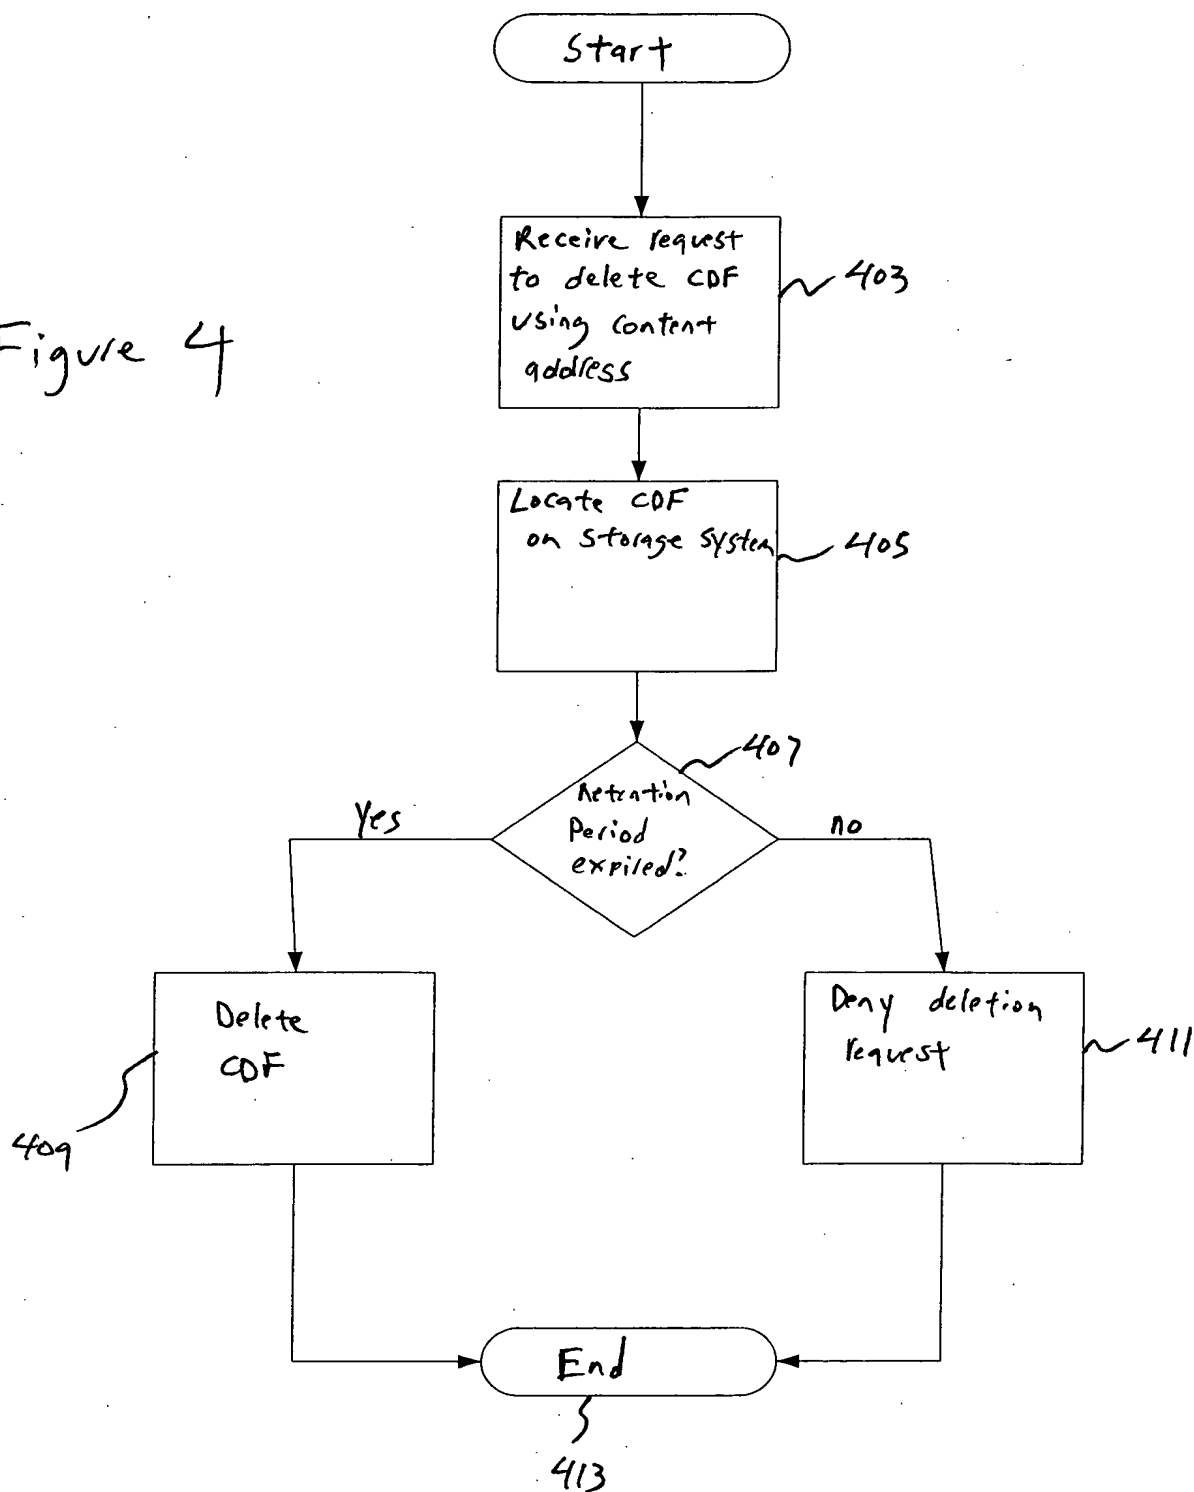 Start
Receive request
to delete CDF
using content
address
403
Figure 4
Locate CDF
on storage system
405
407
Retention
Period
expired?
Yes
no
Delete
CDF
409
Deny deletion
request
411
End
413